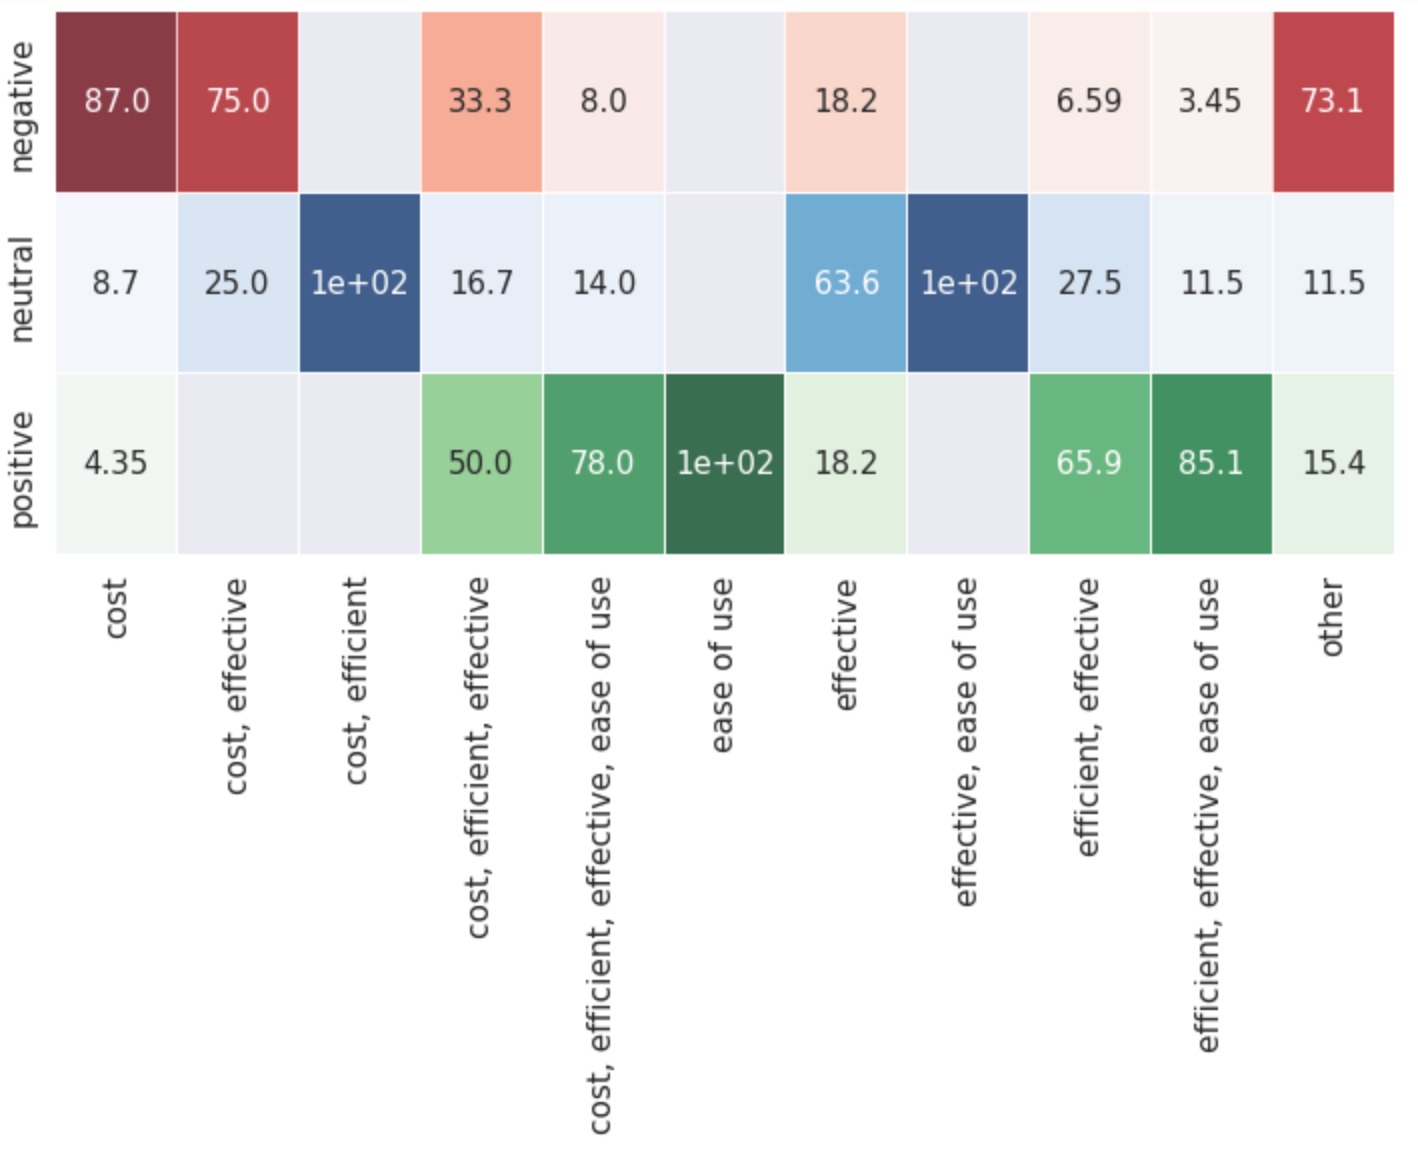 negative
87.0 75.0 33.3 8.0 18.2 6.59 3.45 73.1
neutral
8.7 25.0 1e+02 16.7 14.0 63.6 1e+02 27.5 11.5 11.5
positive
4.35 50.0 78.0 1e+02 18.2 65.9 85.1 15.4
cost
cost, effective
cost, efficient
cost, efficient, effective
cost, efficient, effective, ease of use
ease of use
effective
effective, ease of use
efficient, effective
efficient, effective, ease of use
other